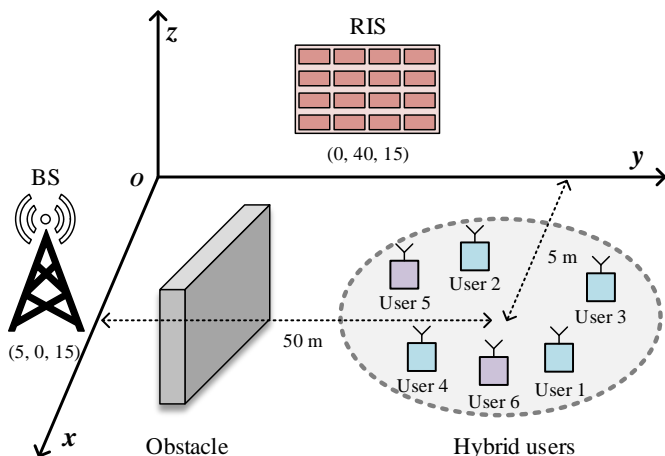 RIS
z
(0, 40, 15)
y
BS
o
5 m
User 2
User 5
User 3
(5, 0, 15)
50 m
User 4
User 1
User 6
x
Obstacle
Hybrid users